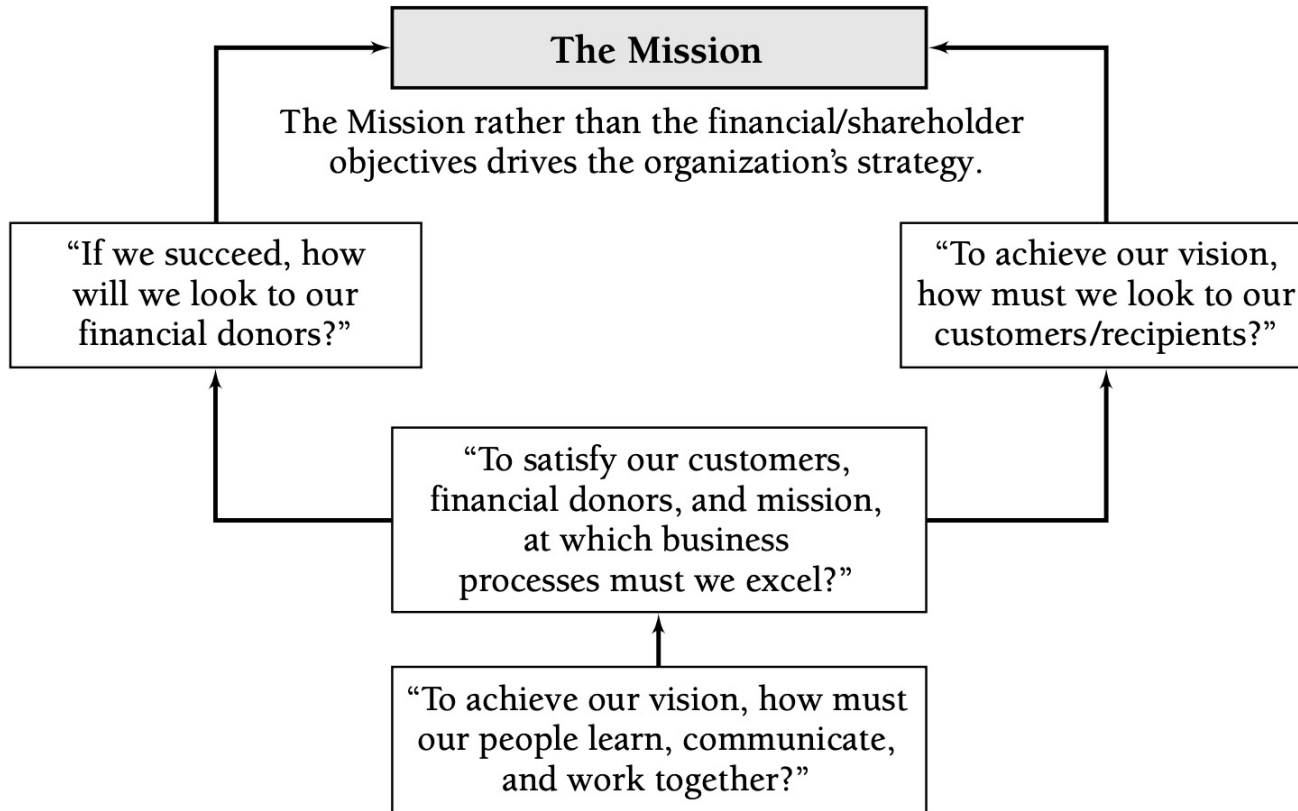 The Mission
The Mission rather than the financial/shareholder
objectives drives the organization’s strategy.
“If we succeed, how
will we look to our
financial donors?”
“To achieve our vision,
how must we look to our
customers/recipients?”
“To satisfy our customers,
financial donors, and mission,
at which business
processes must we excel?”
“To achieve our vision, how must
our people learn, communicate,
and work together?”